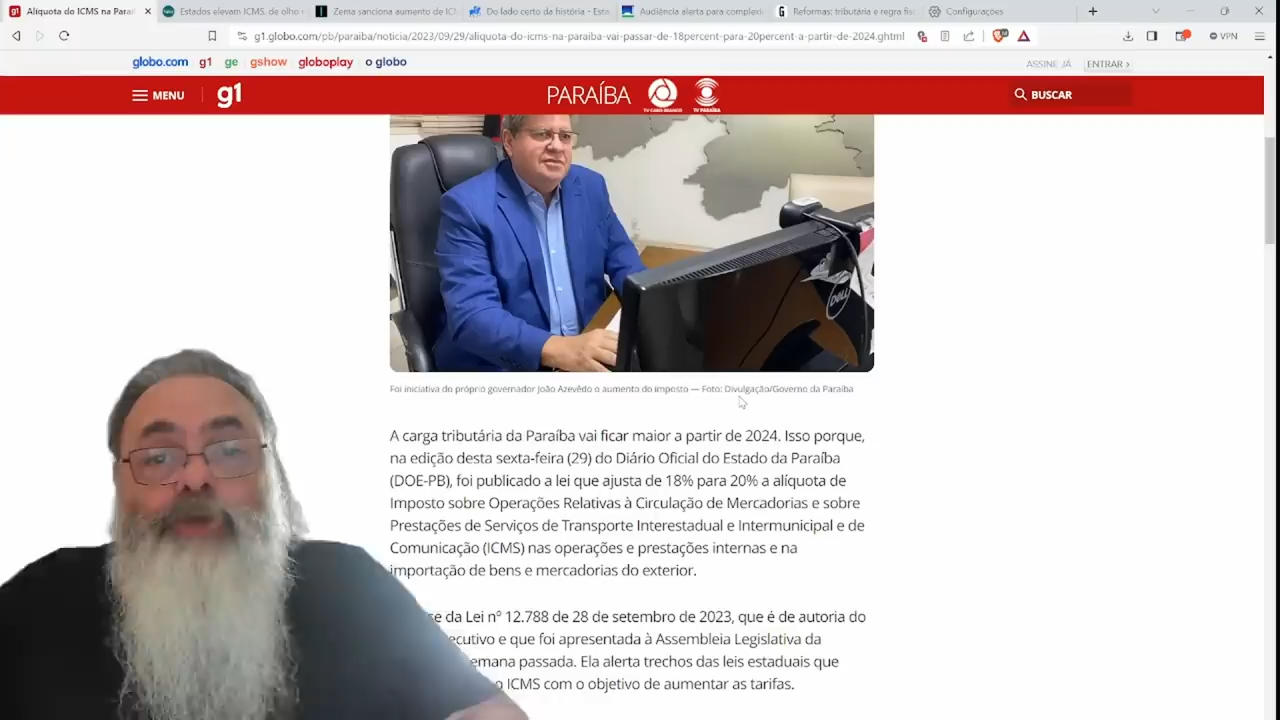 Alíquota do ICMS na Paraí
Estados elevam ICMS, de olho
Zema sanciona aumento de IC
Do lado certo da história - Esta
Audiência alerta para complexi
Reformas: tributária e regra fis
Configurações
g1.globo.com/pb/paraiba/noticia/2023/09/29/aliquota-do-icms-na-paraiba-vai-passar-de-18percent-para-20percent-a-partir-de-2024.ghtml
VPN
globo.com g1 ge gshow globoplay o globo
ASSINE JÁ ENTRAR ›
MENU g1 PARAÍBA TV CABO BRANCO TV PARAÍBA BUSCAR
DELL
Foi iniciativa do próprio governador João Azevêdo o aumento do imposto — Foto: Divulgação/Governo da Paraíba
A carga tributária da Paraíba vai ficar maior a partir de 2024. Isso porque,
na edição desta sexta-feira (29) do Diário Oficial do Estado da Paraíba
(DOE-PB), foi publicado a lei que ajusta de 18% para 20% a alíquota de
Imposto sobre Operações Relativas à Circulação de Mercadorias e sobre
Prestações de Serviços de Transporte Interestadual e Intermunicipal e de
Comunicação (ICMS) nas operações e prestações internas e na
importação de bens e mercadorias do exterior.
se da Lei nº 12.788 de 28 de setembro de 2023, que é de autoria do
ecutivo e que foi apresentada à Assembleia Legislativa da
emana passada. Ela alerta trechos das leis estaduais que
o ICMS com o objetivo de aumentar as tarifas.